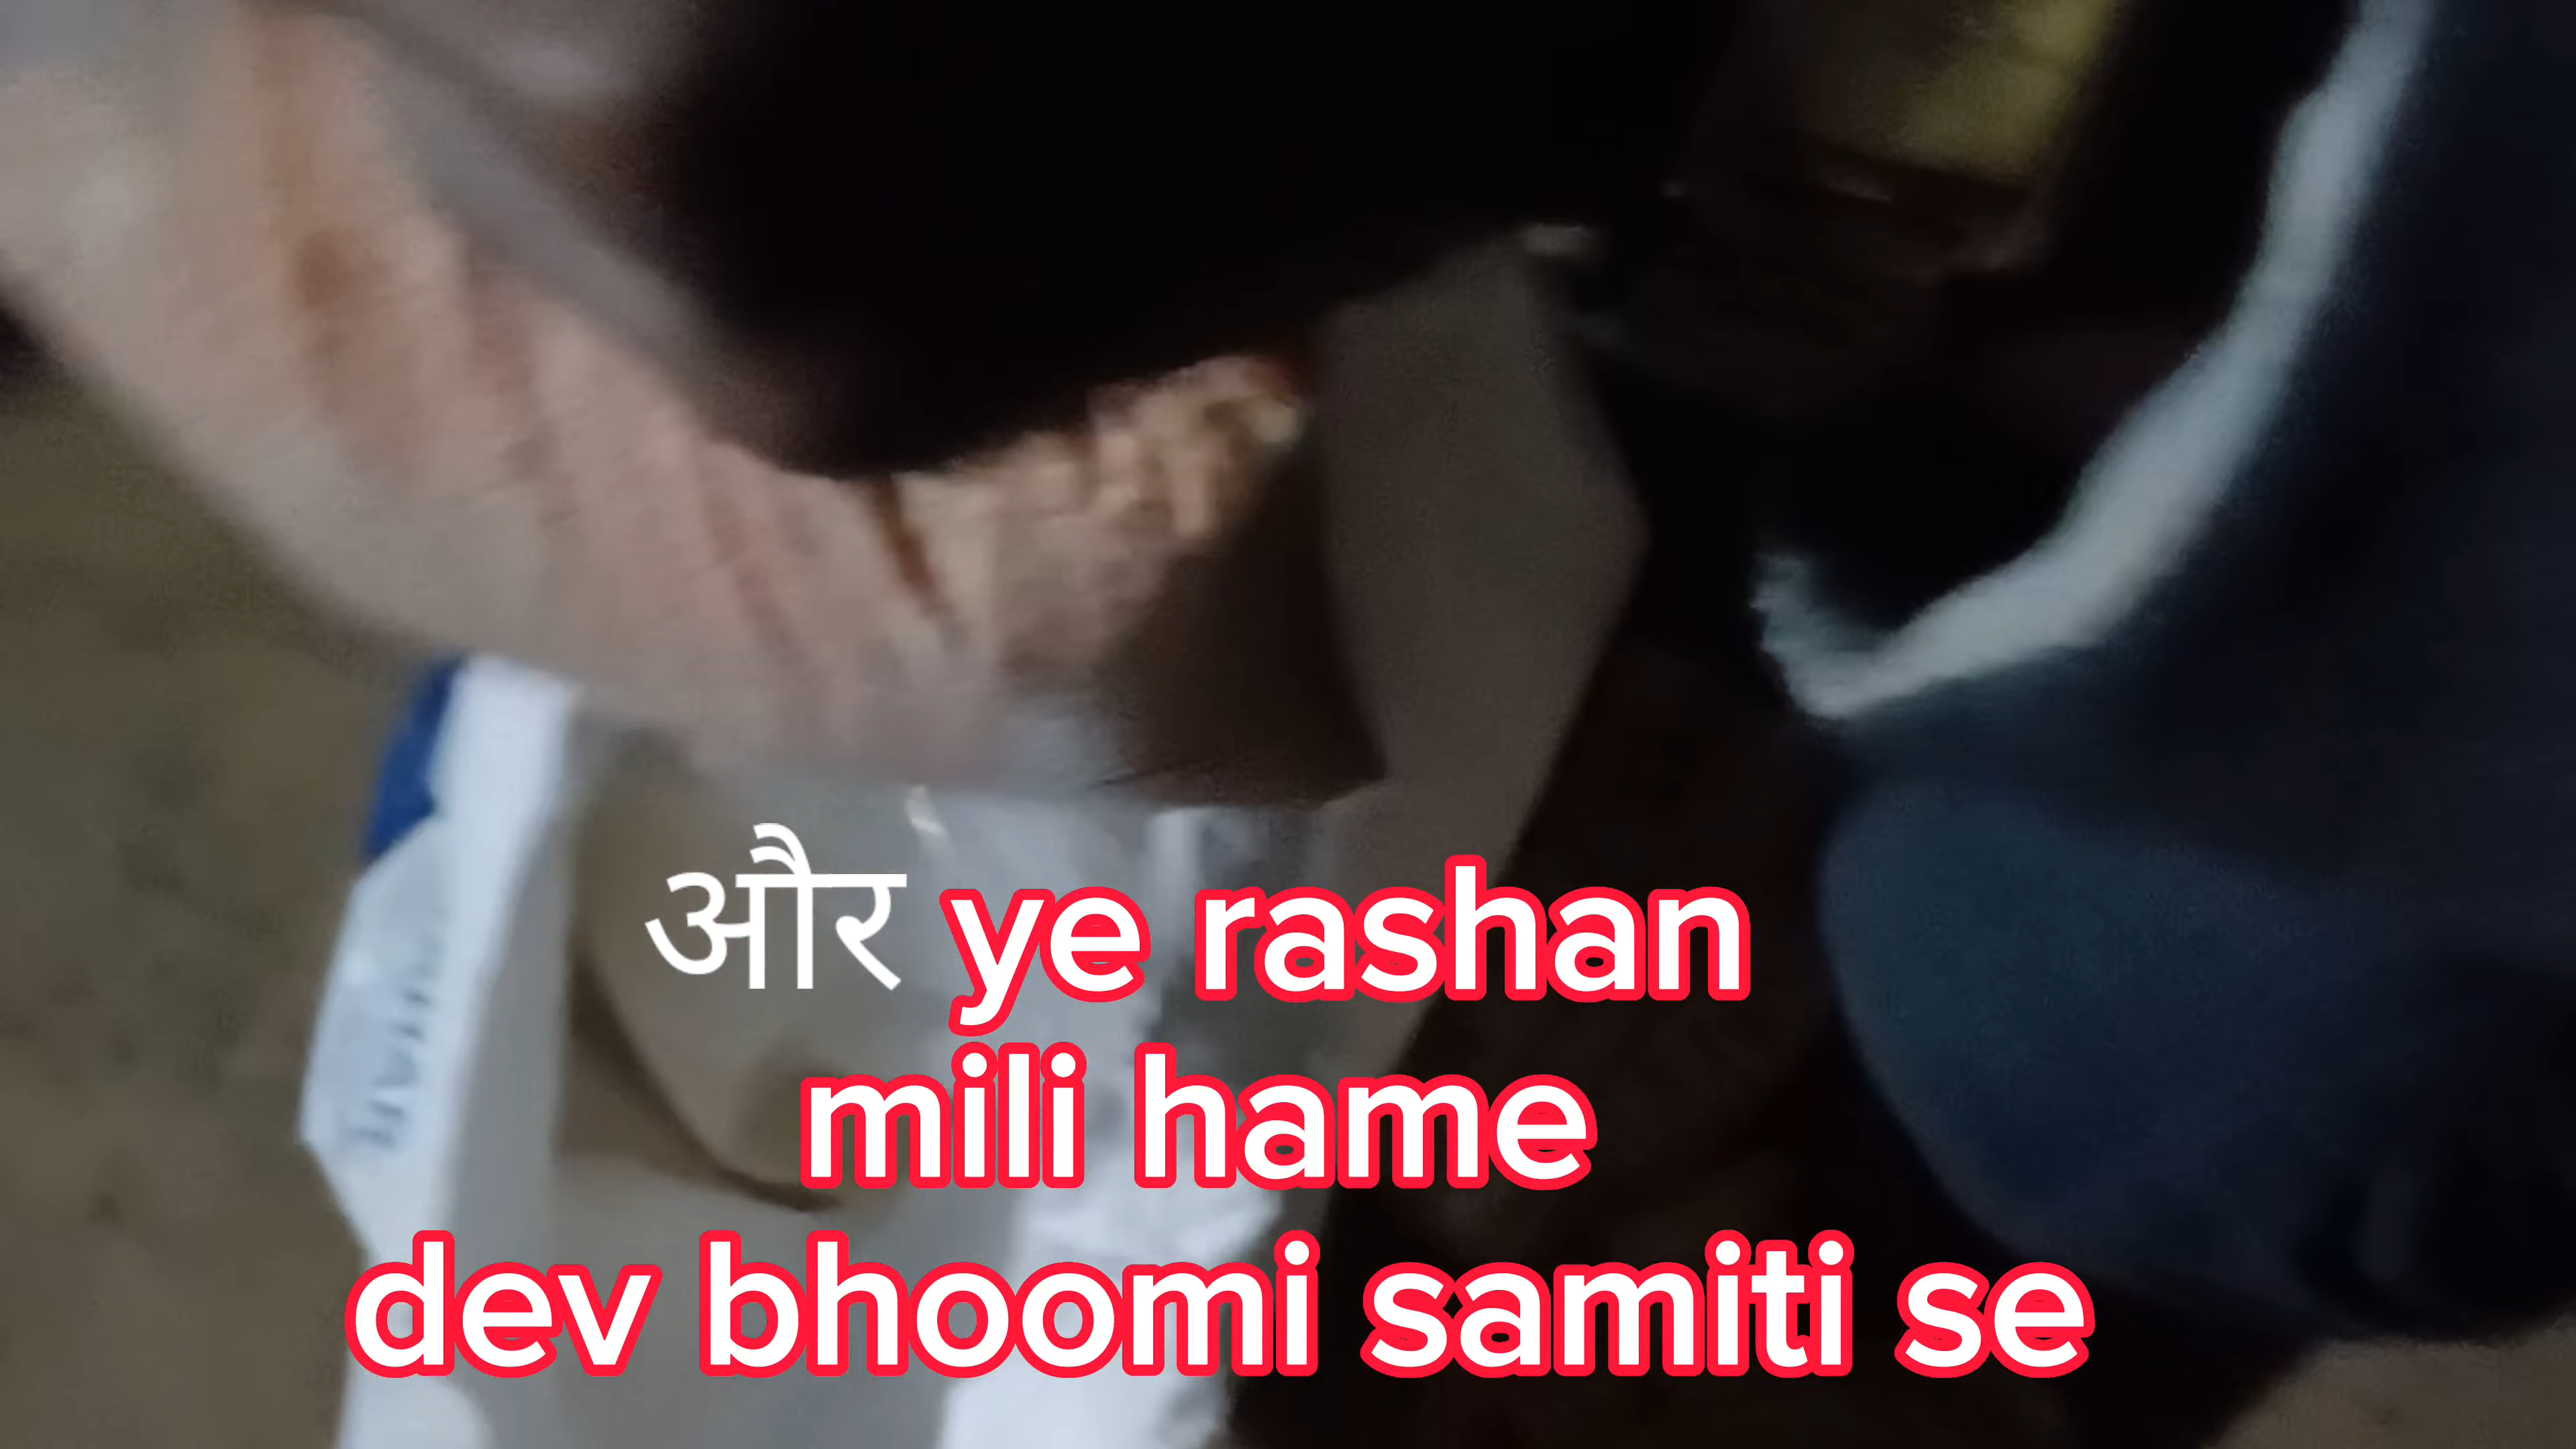 और ye rashan
mili hame
dev bhoomi samiti se